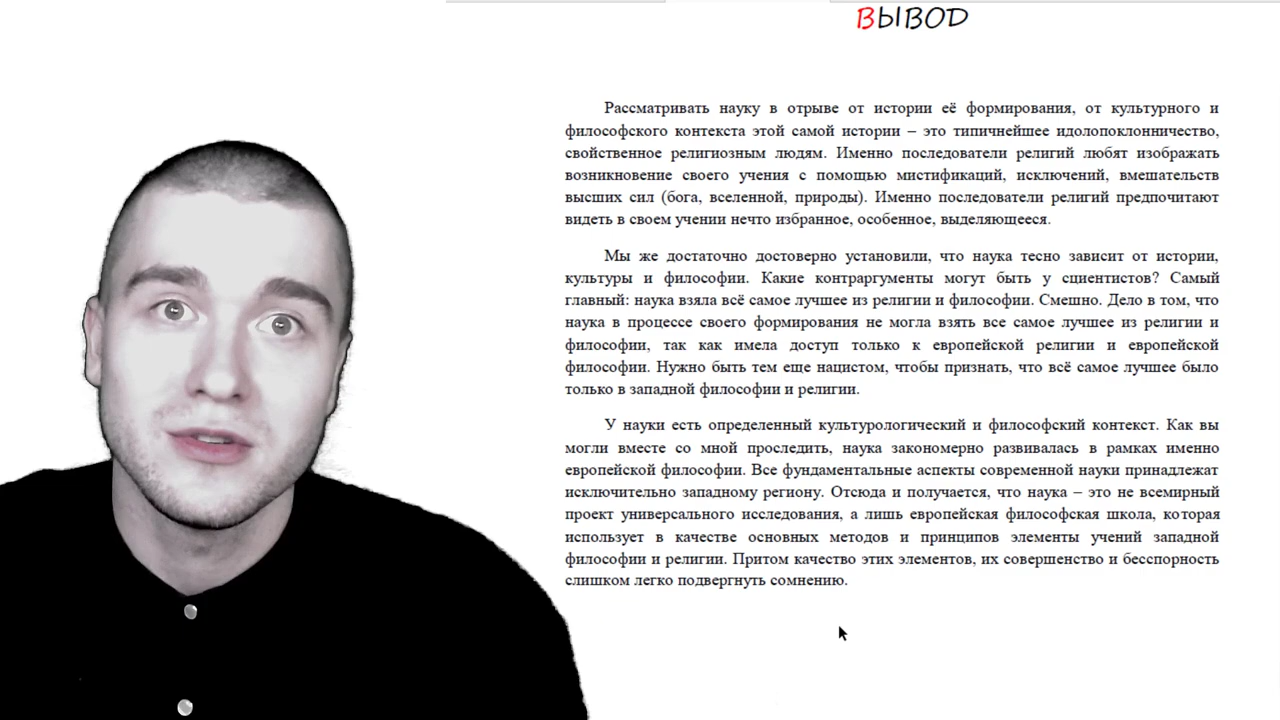 ВЫВОД
Рассматривать науку в отрыве от истории её формирования, от культурного и
философского контекста этой самой истории – это типичнейшее идолопоклонничество,
свойственное религиозным людям. Именно последователи религий любят изображать
возникновение своего учения с помощью мистификаций, исключений, вмешательств
высших сил (бога, вселенной, природы). Именно последователи религий предпочитают
видеть в своем учении нечто избранное, особенное, выделяющееся.
Мы же достаточно достоверно установили, что наука тесно зависит от истории,
культуры и философии. Какие контраргументы могут быть у сциентистов? Самый
главный: наука взяла всё самое лучшее из религии и философии. Смешно. Дело в том, что
наука в процессе своего формирования не могла взять все самое лучшее из религии и
философии, так как имела доступ только к европейской религии и европейской
философии. Нужно быть тем еще нацистом, чтобы признать, что всё самое лучшее было
только в западной философии и религии.
У науки есть определенный культурологический и философский контекст. Как вы
могли вместе со мной проследить, наука закономерно развивалась в рамках именно
европейской философии. Все фундаментальные аспекты современной науки принадлежат
исключительно западному региону. Отсюда и получается, что наука – это не всемирный
проект универсального исследования, а лишь европейская философская школа, которая
использует в качестве основных методов и принципов элементы учений западной
философии и религии. Притом качество этих элементов, их совершенство и бесспорность
слишком легко подвергнуть сомнению.